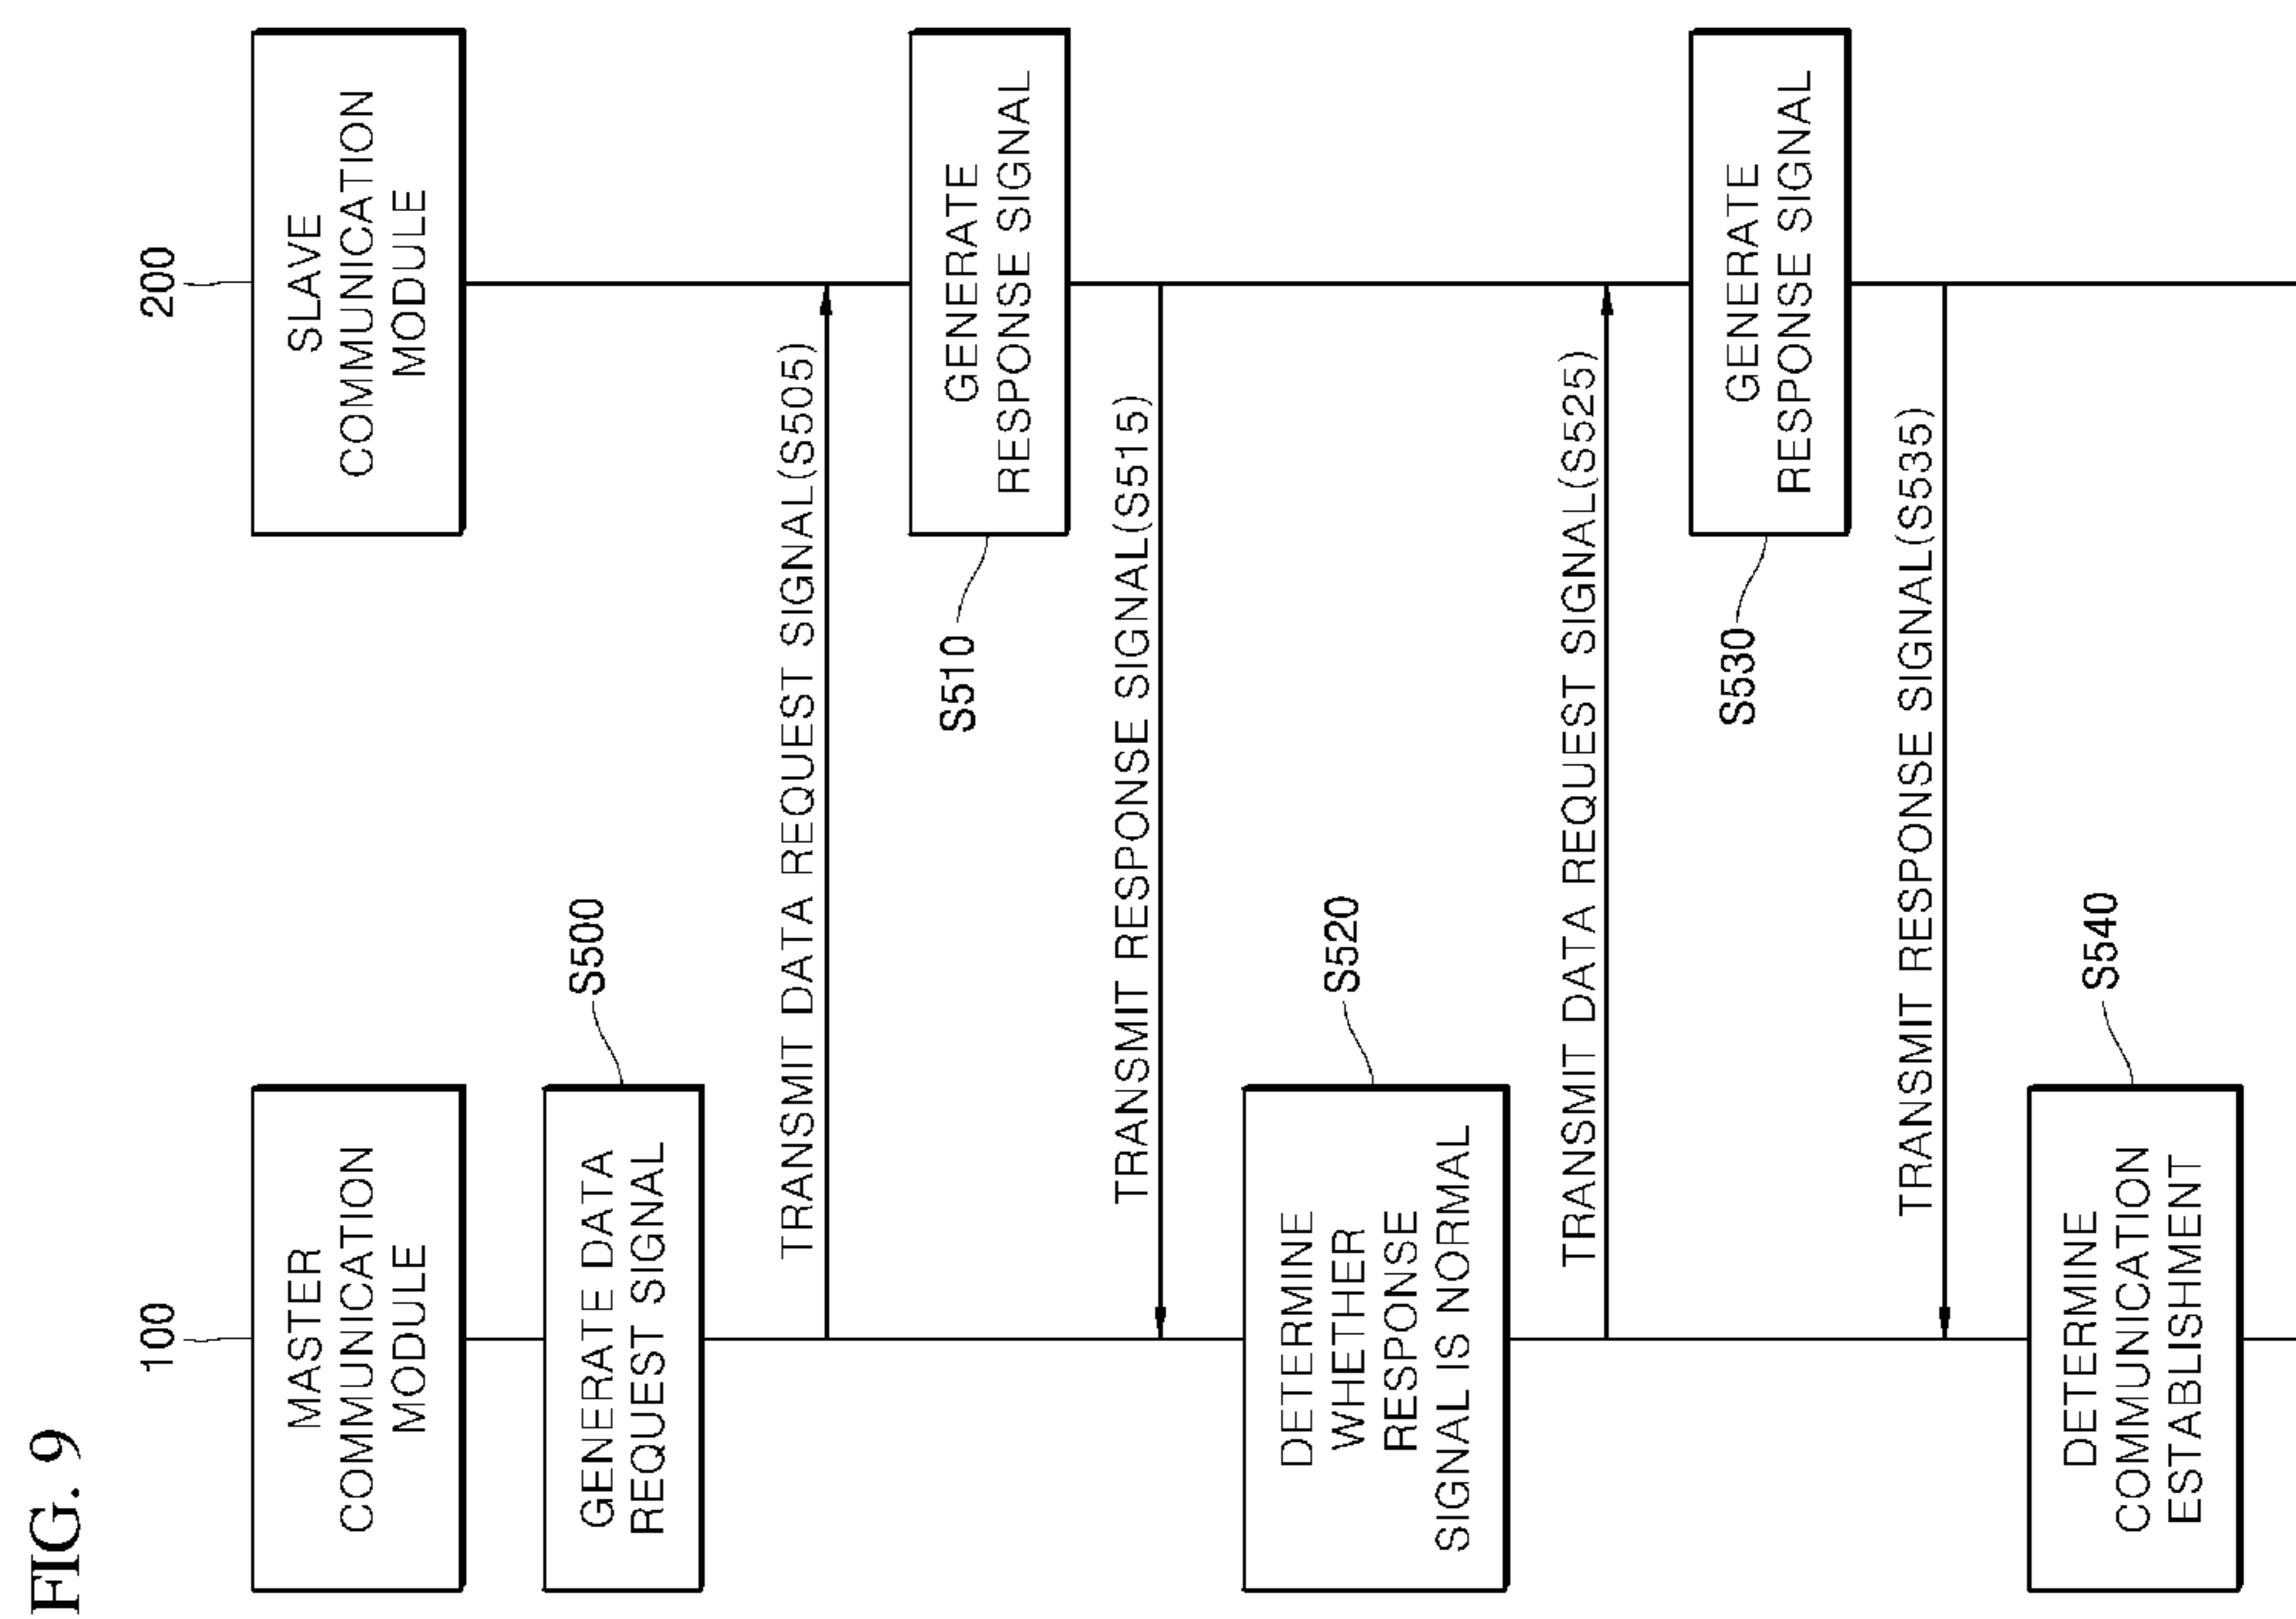 FIG. 9
100
200
MASTER
COMMUNICATION
MODULE
SLAVE
COMMUNICATION
MODULE
GENERATE DATA
REQUEST SIGNAL
S500
TRANSMIT DATA REQUEST SIGNAL(S505)
S510
GENERATE
RESPONSE SIGNAL
TRANSMIT RESPONSE SIGNAL(S515)
DETERMINE
WHETHER
RESPONSE
SIGNAL IS NORMAL
S520
TRANSMIT DATA REQUEST SIGNAL(S525)
S530
GENERATE
RESPONSE SIGNAL
TRANSMIT RESPONSE SIGNAL(S535)
DETERMINE
COMMUNICATION
ESTABLISHMENT
S540